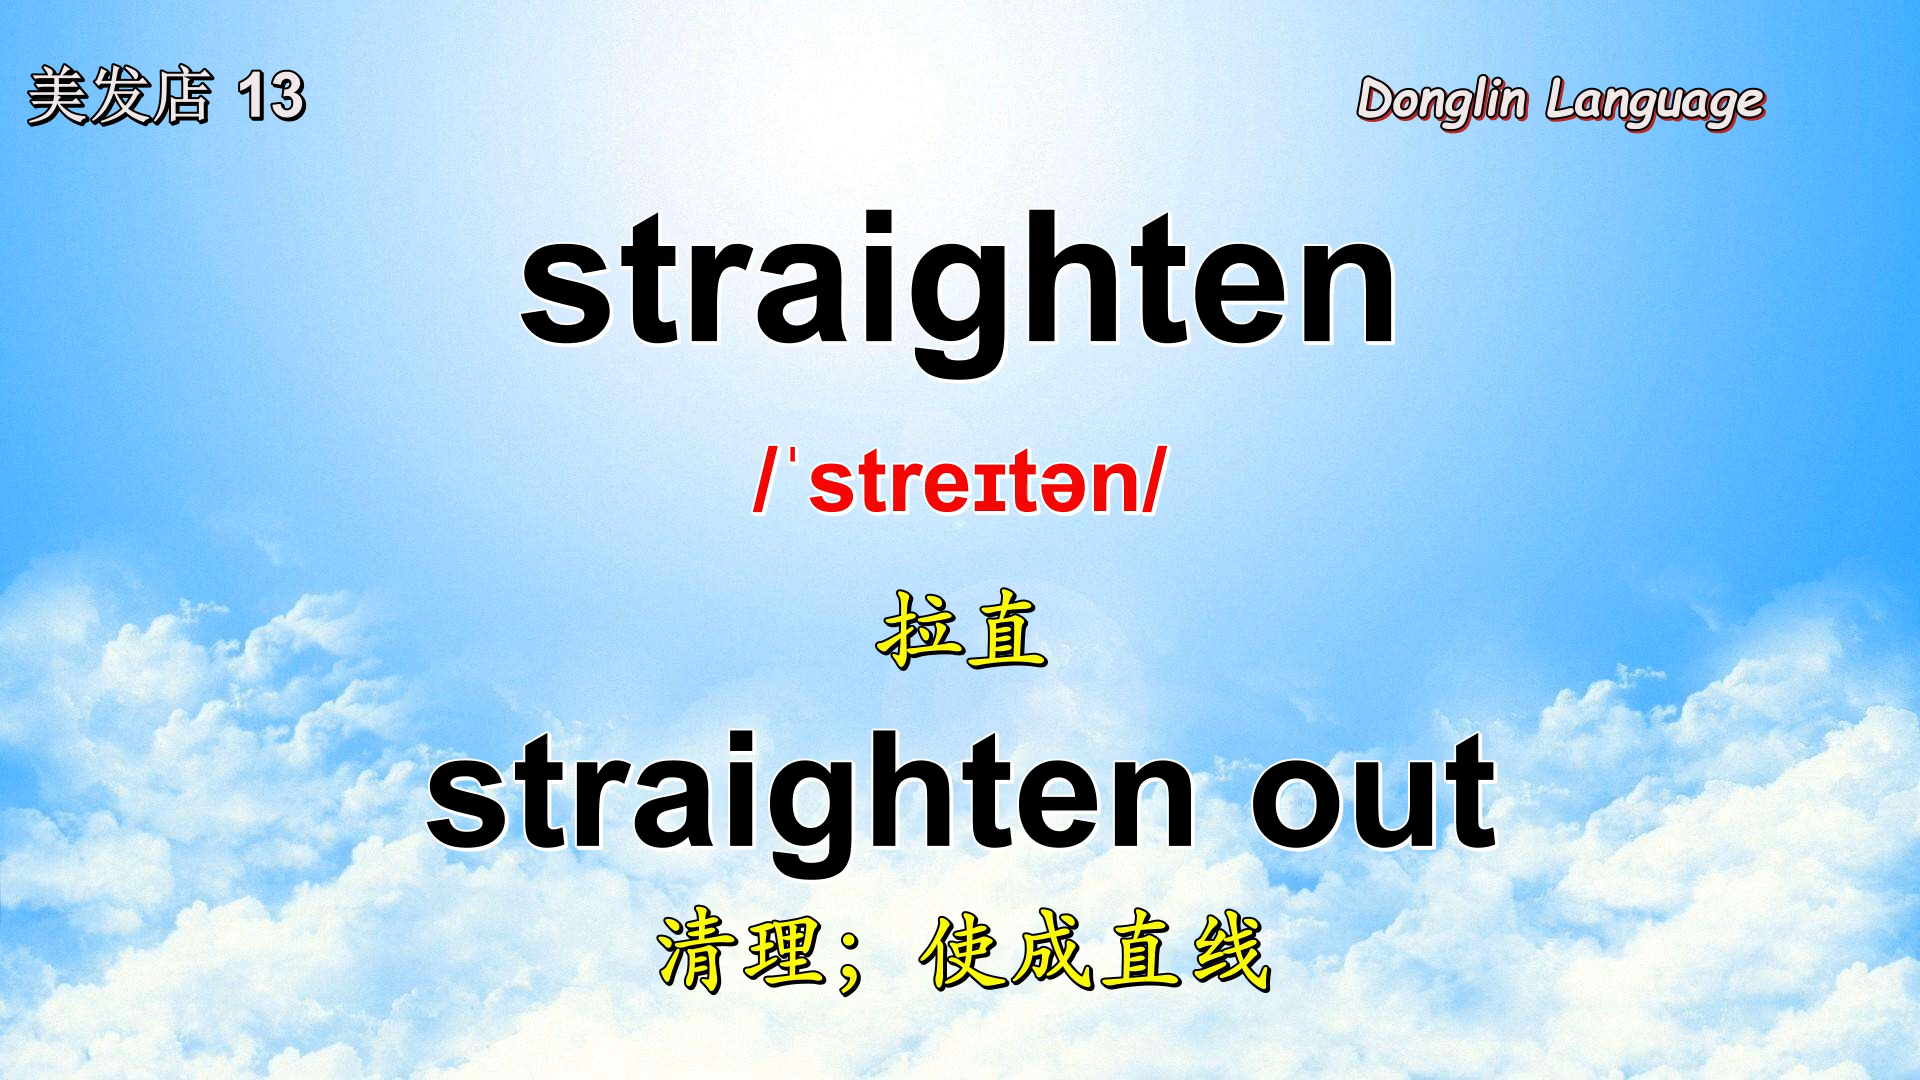 美发店 13
Donglin Language
straighten
/ˈstreɪtən/
拉直
straighten out
清理；使成直线